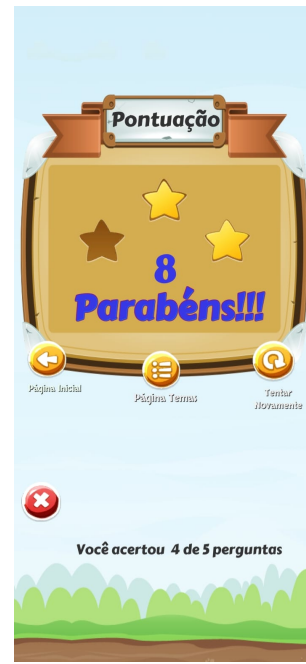 Pontuação
8
Parabéns!!!
Página Inicial
Página Temas
Tentar
Novamente
Você acertou 4 de 5 perguntas